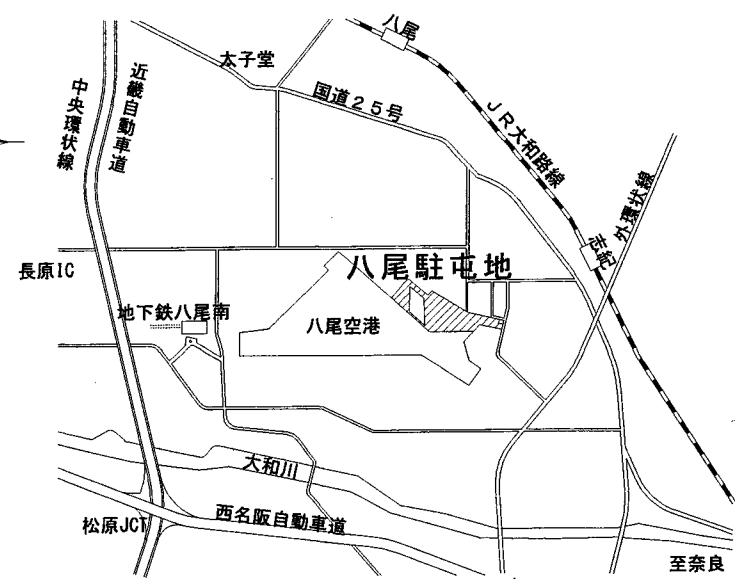 八尾
太子堂
国道25号
近畿自動車道
中央環状線
JR大和路線
外環状線
志紀
八尾駐屯地
長原IC
地下鉄八尾南
八尾空港
大和川
西名阪自動車道
松原JCT
至奈良